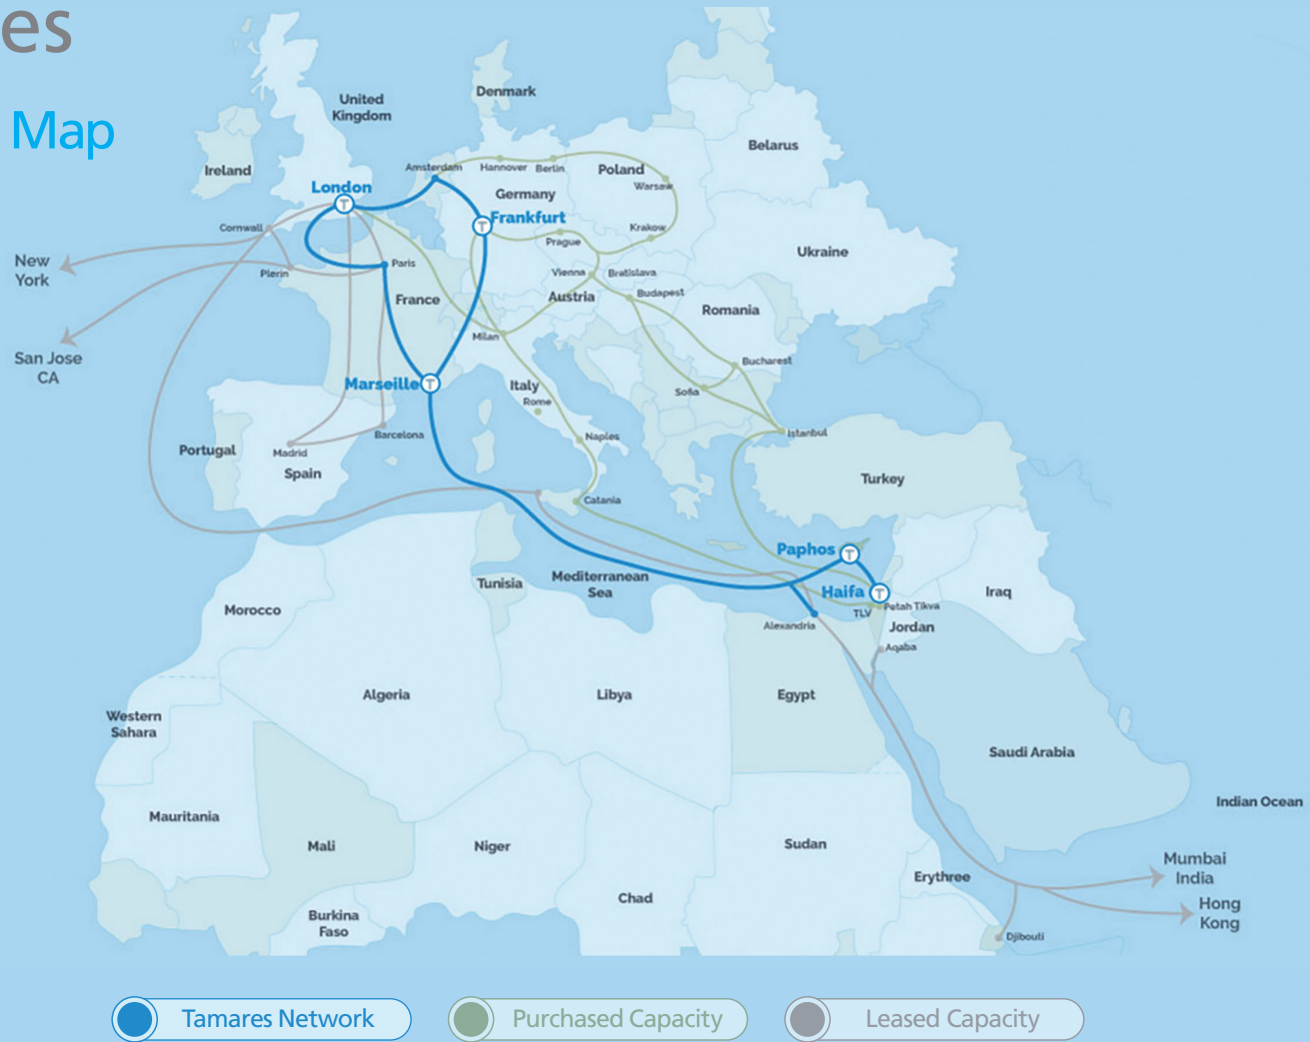 es
Map
United
Kingdom
Denmark
Belarus
Ireland
Amsterdam
Hannover
Berlin
Poland
Warsaw
Germany
London
Frankfurt
Cornwall
Prague
Krakow
Ukraine
New
York
Plerin
Paris
Vienna
Bratislava
France
Austria
Budapest
Romania
San Jose
CA
Milan
Bucharest
Marseille
Italy
Rome
Sofia
Barcelona
Naples
Istanbul
Portugal
Madrid
Spain
Turkey
Catania
Paphos
Tunisia
Mediterranean
Sea
Haifa
Iraq
Morocco
TLV
Petah Tikva
Alexandria
Jordan
Aqaba
Algeria
Libya
Egypt
Western
Sahara
Saudi Arabia
Indian Ocean
Mauritania
Mali
Niger
Sudan
Mumbai
India
Erythree
Chad
Hong
Kong
Burkina
Faso
Djibouti
T
T
T
T
T
Tamares Network
Purchased Capacity
Leased Capacity